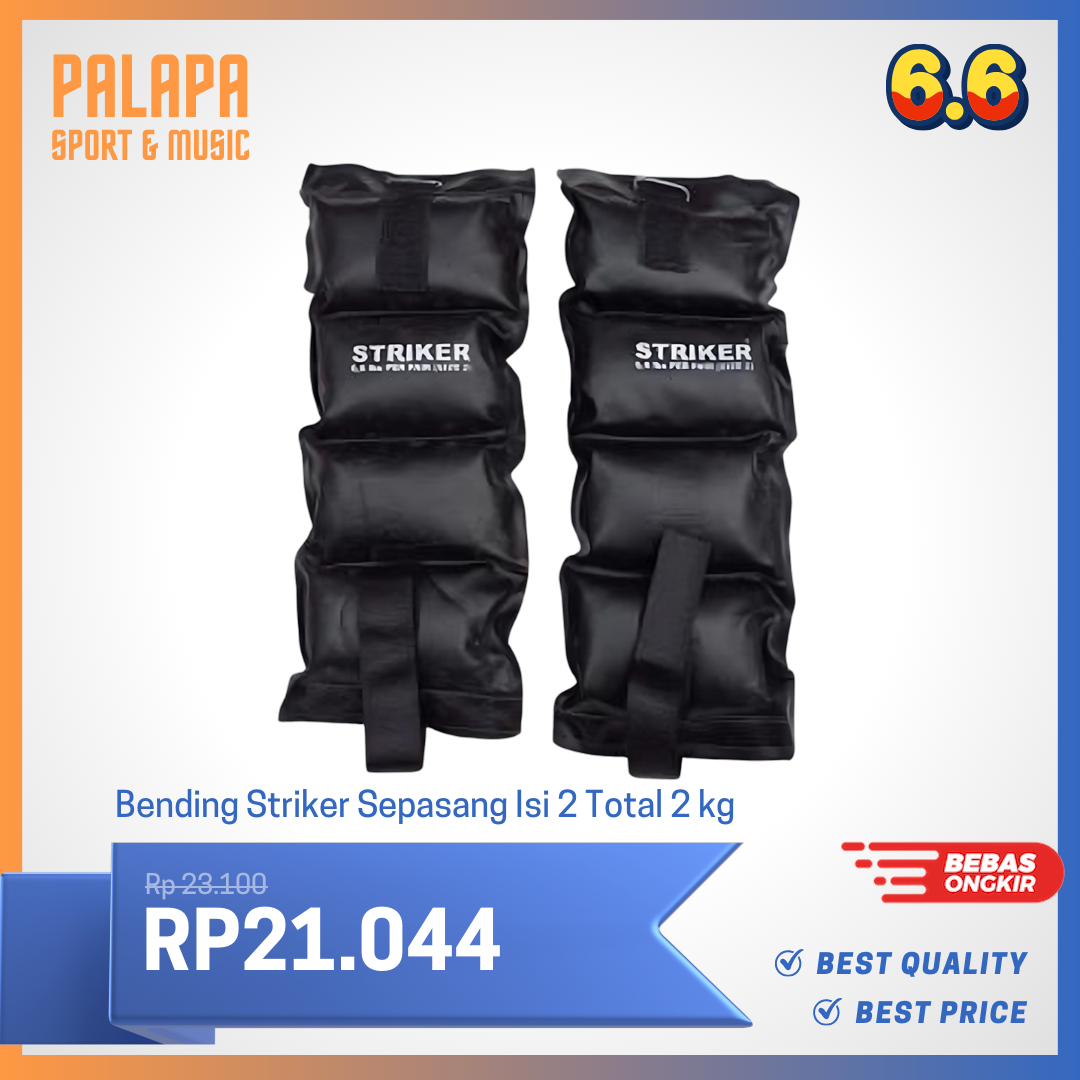 PALAPA
SPORT & MUSIC
6.6
STRIKER
STRIKER
Bending Striker Sepasang Isi 2 Total 2 kg
Rp 23.100
RP21.044
BEBAS
ONGKIR
BEST QUALITY
BEST PRICE